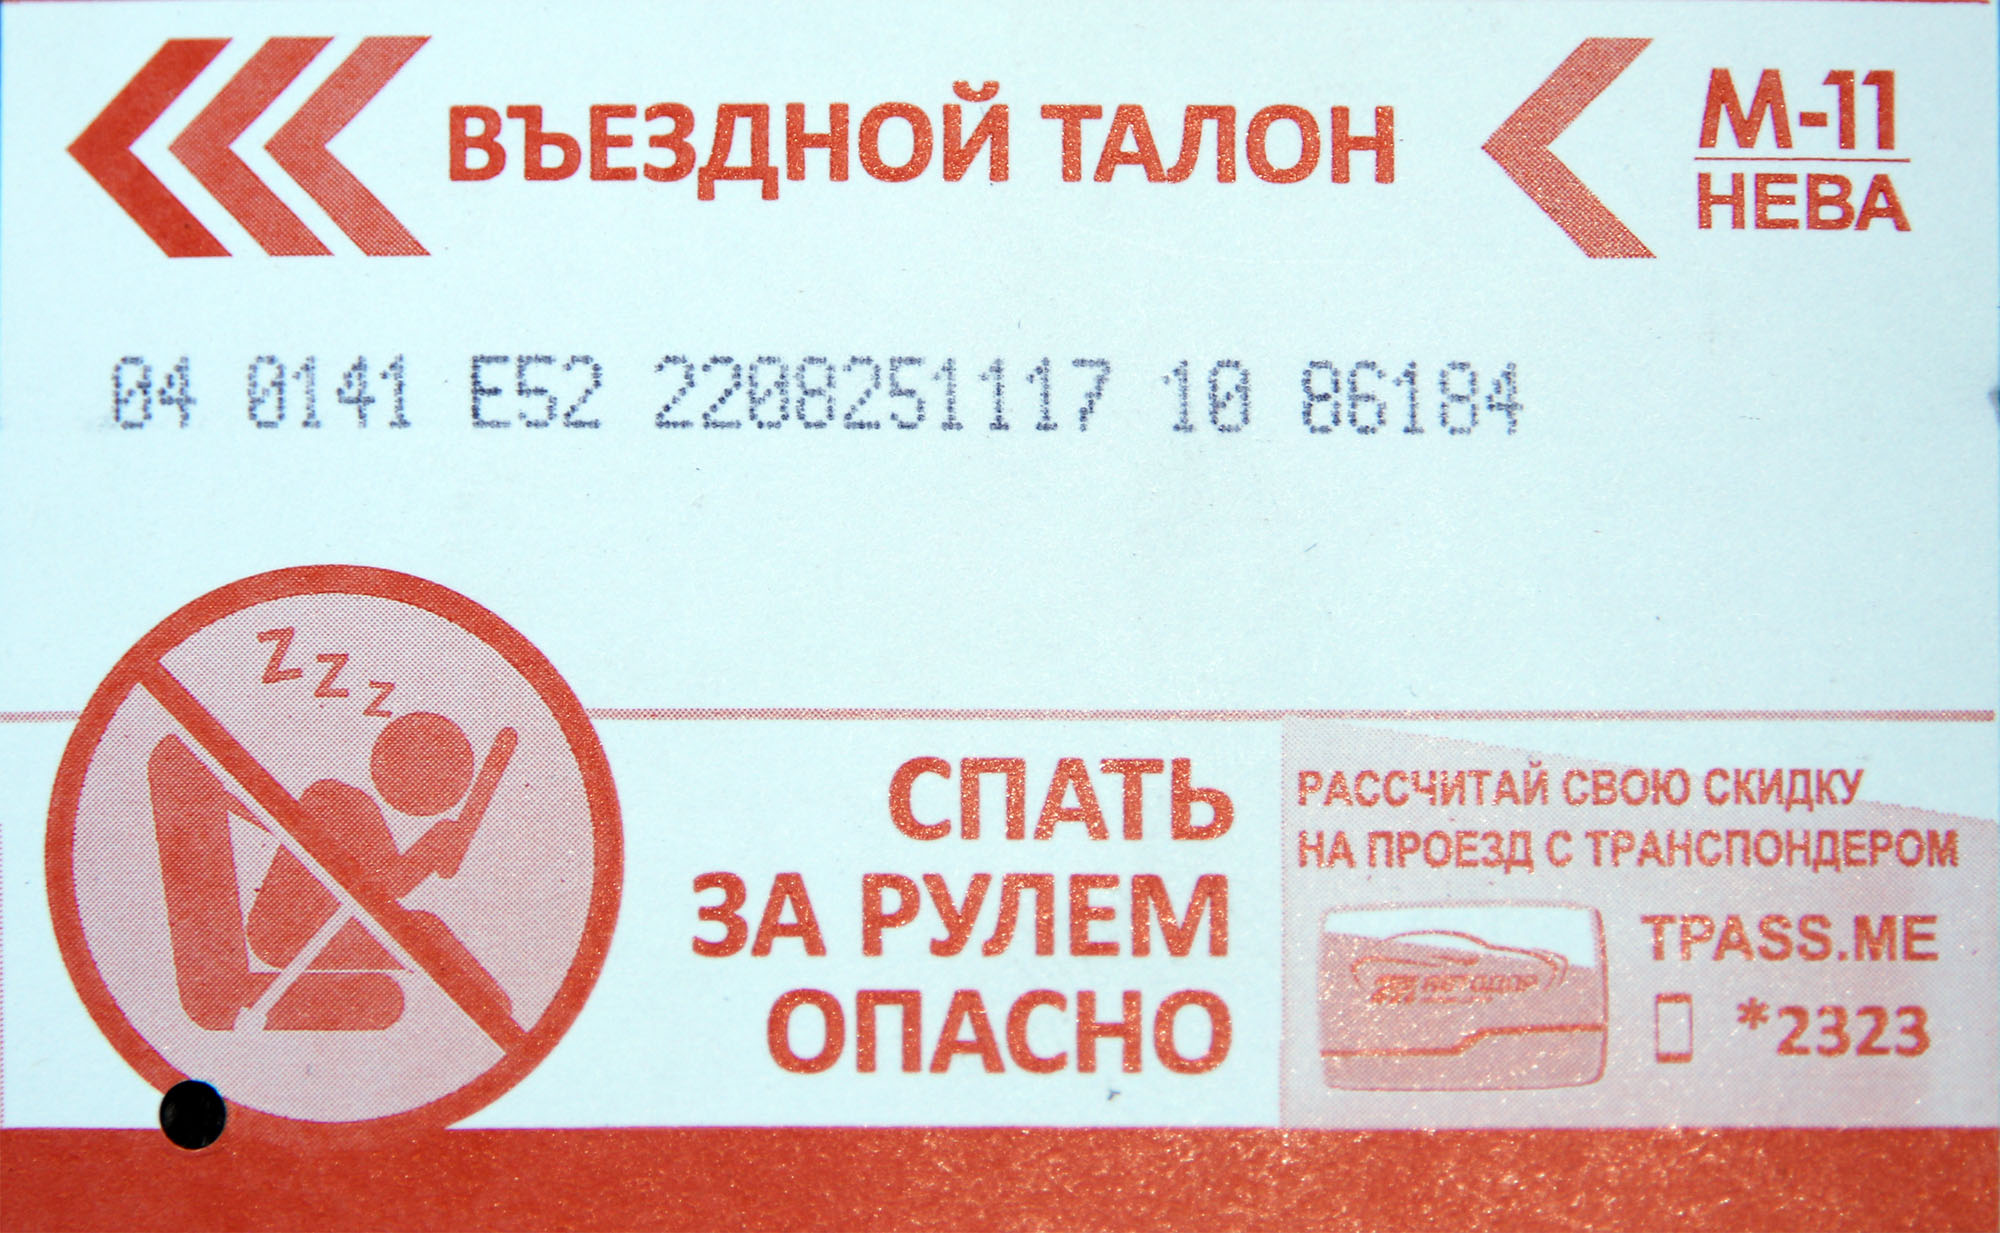 ВЪЕЗДНОЙ ТАЛОН
М-11
НЕВА
04 0141 E52 2208251117 10 86184
Z Z Z
СПАТЬ
ЗА РУЛЕМ
ОПАСНО
РАССЧИТАЙ СВОЮ СКИДКУ
НА ПРОЕЗД С ТРАНСПОНДЕРОМ
TPASS.ME
*2323